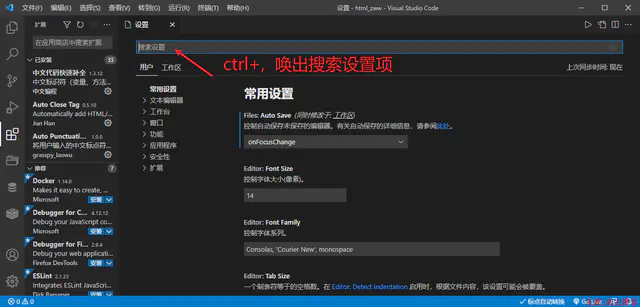 文件(F) 编辑(E) 选择(S) 查看(V) 转到(G) 运行(R) 终端(T) 帮助(H) 设置 - html_zww - Visual Studio Code
扩展
设置
在应用商店中搜索扩展
搜索设置
ctrl+，唤出搜索设置项
用户 工作区
上次同步时间: 现在
已安装 33
中文代码快速补全 1.3.12
中文标识符（变量、方法...
中文编程
Auto Close Tag 0.5.10
Automatically add HTML/...
Jun Han
Auto Punctuati...
将用户输入的中文标点符...
grasspy_laowu
推荐 7
Docker 1.14.0
Makes it easy to create, ...
Microsoft 安装
Debugger for C... 4.12...
Debug your JavaScript co...
Microsoft 安装
Debugger for Fi... 2.9.4
Debug your web applicati...
Firefox DevTools 安装
ESLint 2.1.23
Integrates ESLint JavaScri...
Dirk Baeumer 安装
常用设置
文本编辑器
工作台
窗口
功能
应用程序
安全性
扩展
常用设置
Files: Auto Save (同时修改于 工作区)
控制自动保存未保存的编辑器。有关自动保存的详细信息，请参阅此处。
onFocusChange
Editor: Font Size
控制字体大小(像素)。
14
Editor: Font Family
控制字体系列。
Consolas, 'Courier New', monospace
Editor: Tab Size
一个制表符等于的空格数。在 Editor: Detect Indentation 启用时，根据文件内容，该设置可能会被覆盖。
0 0
标点自动转换